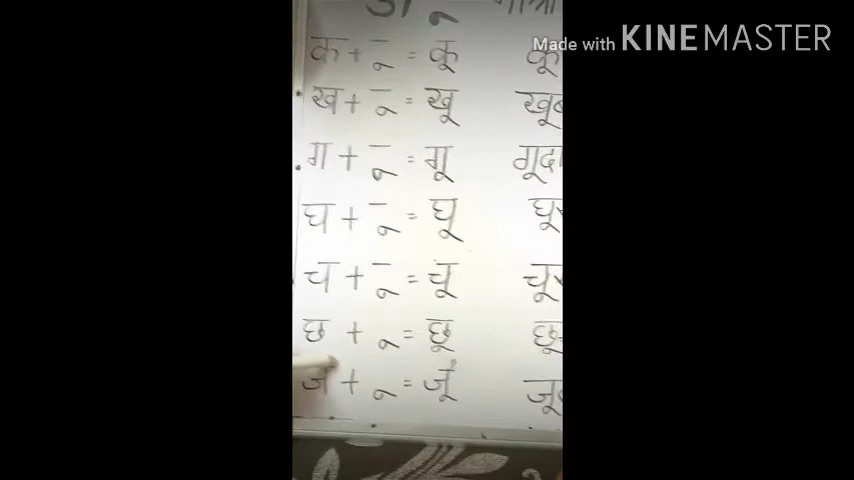 Made with KINEMASTER
क + ू = कू कू
ख + ू = खू खूब
ग + ू = गू गूदा
घ + ू = घू घू
च + ू = चू चू
छ + ू = छू छू
ज + ू = जू जू